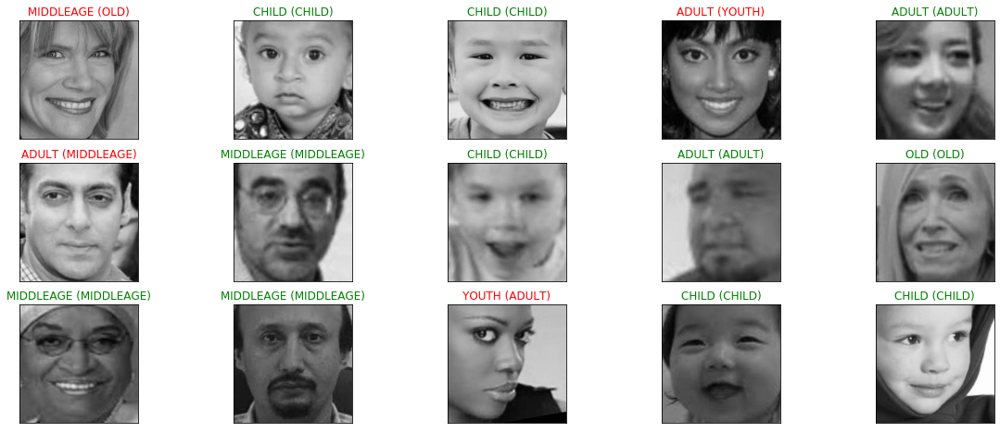 MIDDLEAGE (OLD)
CHILD (CHILD)
CHILD (CHILD)
ADULT (YOUTH)
ADULT (ADULT)
ADULT (MIDDLEAGE)
MIDDLEAGE (MIDDLEAGE)
CHILD (CHILD)
ADULT (ADULT)
OLD (OLD)
MIDDLEAGE (MIDDLEAGE)
MIDDLEAGE (MIDDLEAGE)
YOUTH (ADULT)
CHILD (CHILD)
CHILD (CHILD)